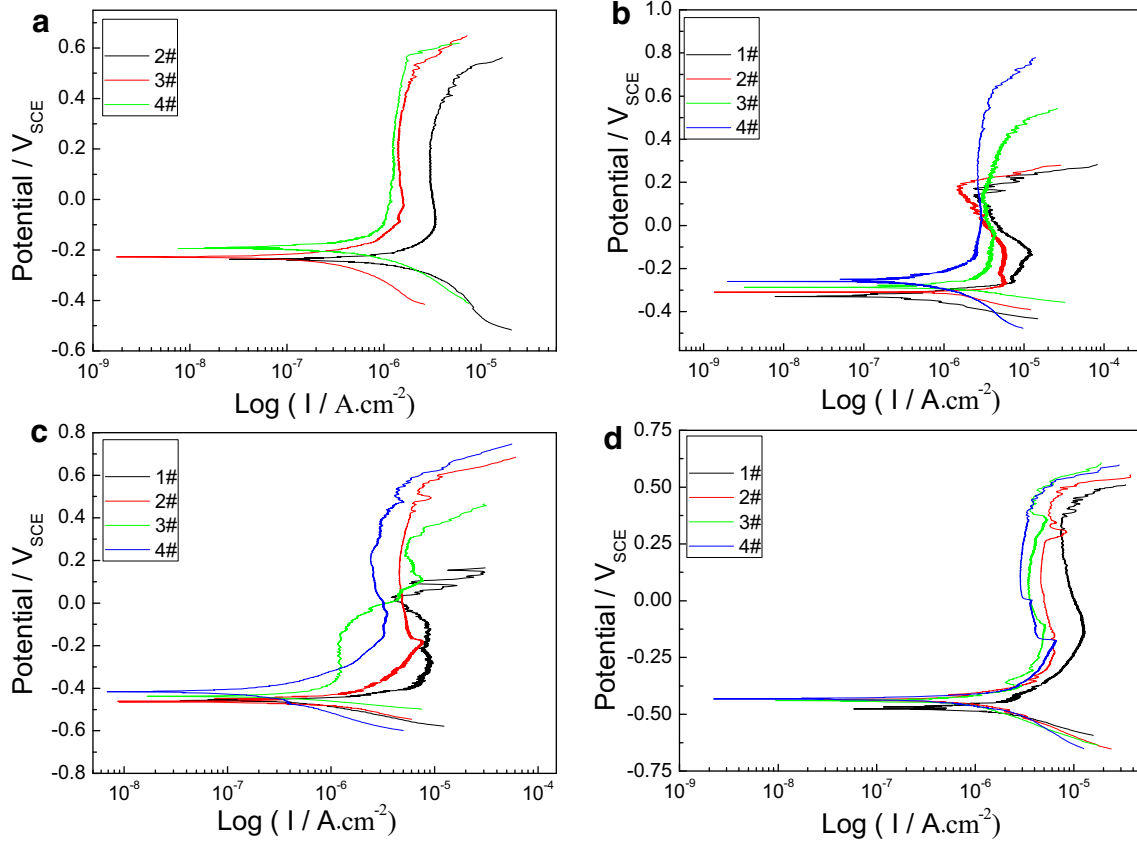 a
0.6
0.4
0.2
0.0
-0.2
-0.4
-0.6
2#
3#
4#
Potential / V_SCE
10^-9 10^-8 10^-7 10^-6 10^-5
Log ( I / A.cm^-2)
b
1.0
0.8
0.6
0.4
0.2
0.0
-0.2
-0.4
1#
2#
3#
4#
Potential / V_SCE
10^-9 10^-8 10^-7 10^-6 10^-5 10^-4
Log ( I / A.cm^-2)
c
0.8
0.6
0.4
0.2
0.0
-0.2
-0.4
-0.6
-0.8
1#
2#
3#
4#
Potential / V_SCE
10^-8 10^-7 10^-6 10^-5 10^-4
Log ( I / A.cm^-2)
d
0.75
0.50
0.25
0.00
-0.25
-0.50
-0.75
1#
2#
3#
4#
Potential / V_SCE
10^-9 10^-8 10^-7 10^-6 10^-5
Log ( I / A.cm^-2)